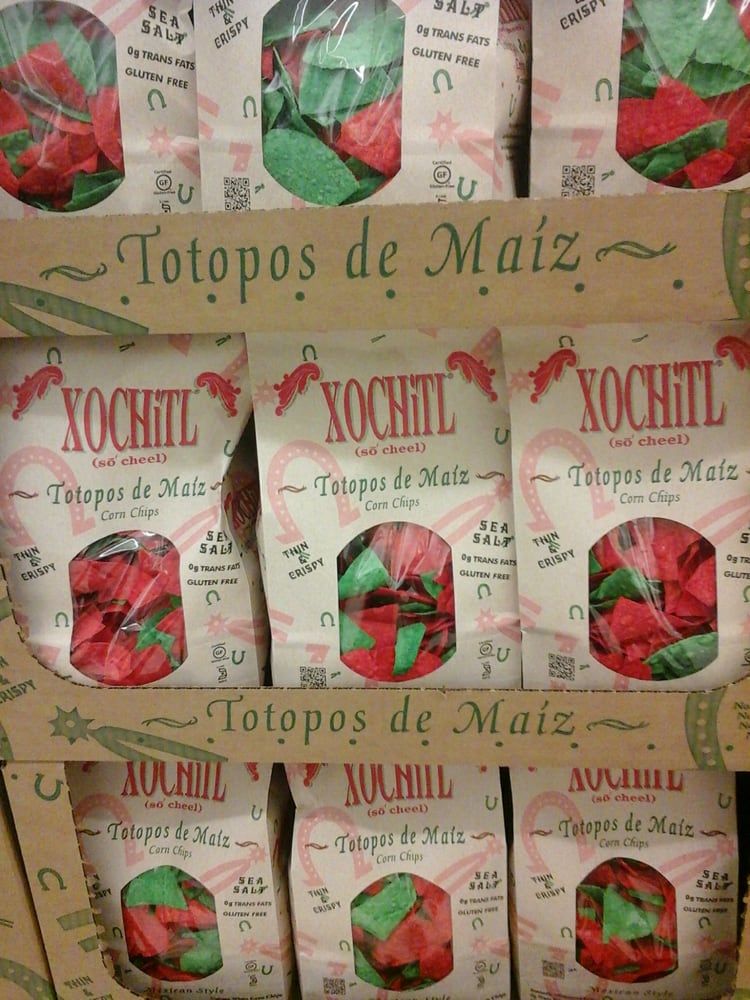 SEA
SALT
0g TRANS FATS
GLUTEN FREE
THIN
&
CRISPY
SALT
0g TRANS FATS
GLUTEN FREE
Certified
GF
Gluten-Free
CRISPY
Totopos de Maíz
XOCHiTL
(sō cheel)
Totopos de Maíz
Corn Chips
THIN
&
CRISPY
SEA
SALT
0g TRANS FATS
GLUTEN FREE
XOCHiTL
(sō cheel)
Totopos de Maíz
Corn Chips
THIN
&
CRISPY
SEA
SALT
0g TRANS FATS
GLUTEN FREE
XOCHiTL
(sō cheel)
Totopos de Maíz
Corn Chips
THIN
&
CRISPY
GLUTEN
CRISPY
Totopos de Maíz
XOCHiTL
(sō cheel)
Totopos de Maíz
Corn Chips
SEA
SALT
0g TRANS FATS
GLUTEN FREE
Mexican Style
THIN
&
XOCHiTL
(sō cheel)
Totopos de Maíz
Corn Chips
THIN
&
CRISPY
SEA
SALT
0g TRANS FATS
GLUTEN FREE
XOCHiTL
(sō cheel)
Totopos de Maíz
Corn Chips
THIN
&
CRISPY
SEA
SALT
0g TRANS FATS
GLUTEN FREE
Mexican Style